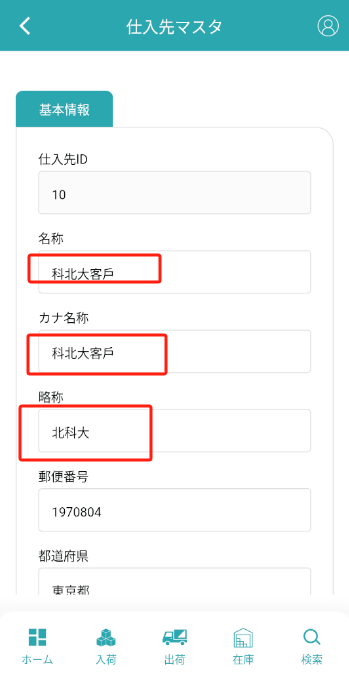 仕入先マスタ
基本情報
仕入先ID
10
名称
科北大客戶
カナ名称
科北大客戶
略称
北科大
郵便番号
1970804
都道府県
東京都
ホーム
入荷
出荷
在庫
検索